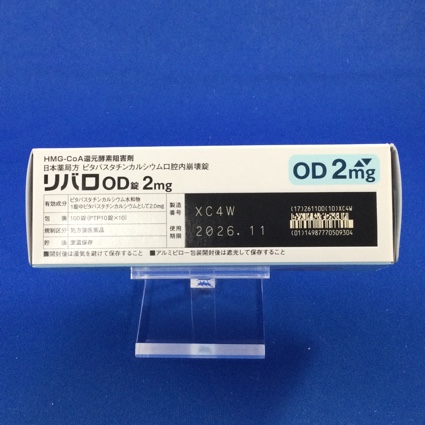 HMG-CoA還元酵素阻害剤
日本薬局方 ピタバスタチンカルシウム口腔内崩壊錠
リバロOD錠 2mg
OD 2mg
有効成分 ピタバスタチンカルシウム水和物
1錠中ピタバスタチンカルシウムとして2.0mg
包装 100錠(PTP10錠×10)
規制区分 処方箋医薬品
貯法 室温保存
製造番号 XC4W
使用期限 2026.11
(17)261100(10)XC4W
(01)14987770509304
■開封後は湿気を避けて保存すること ■アルミピロー包装開封後は遮光して保存すること